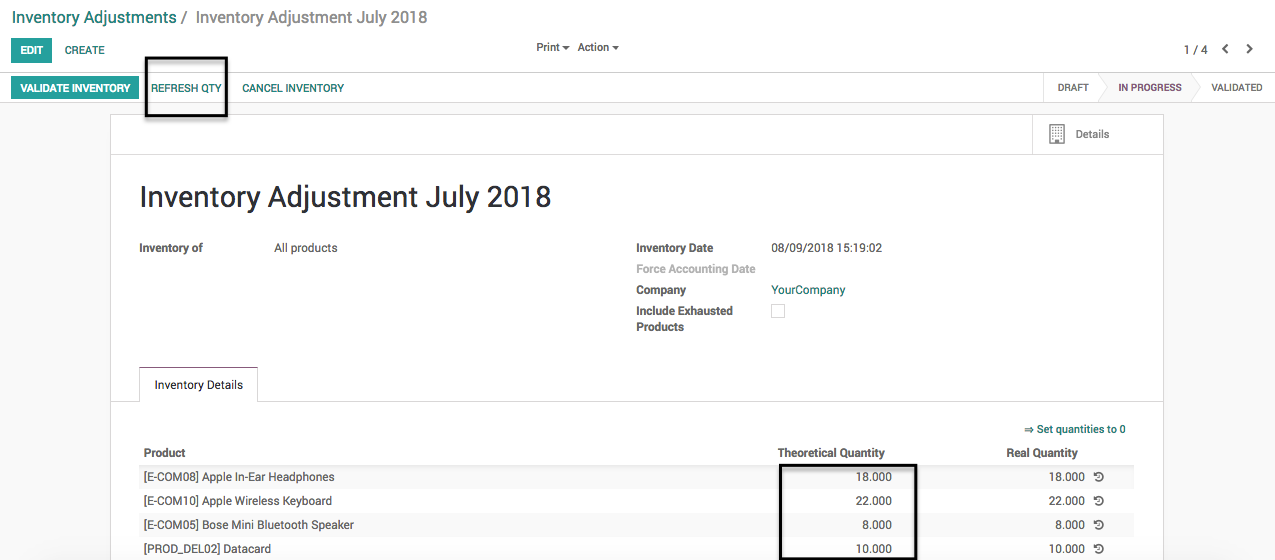 Inventory Adjustments / Inventory Adjustment July 2018
EDIT CREATE Print Action 1 / 4
VALIDATE INVENTORY REFRESH QTY CANCEL INVENTORY DRAFT IN PROGRESS VALIDATED
Details
Inventory Adjustment July 2018
Inventory of All products Inventory Date 08/09/2018 15:19:02
Force Accounting Date
Company YourCompany
Include Exhausted
Products
Inventory Details
⇒ Set quantities to 0
Product Theoretical Quantity Real Quantity
[E-COM08] Apple In-Ear Headphones 18.000 18.000
[E-COM10] Apple Wireless Keyboard 22.000 22.000
[E-COM05] Bose Mini Bluetooth Speaker 8.000 8.000
[PROD_DEL02] Datacard 10.000 10.000